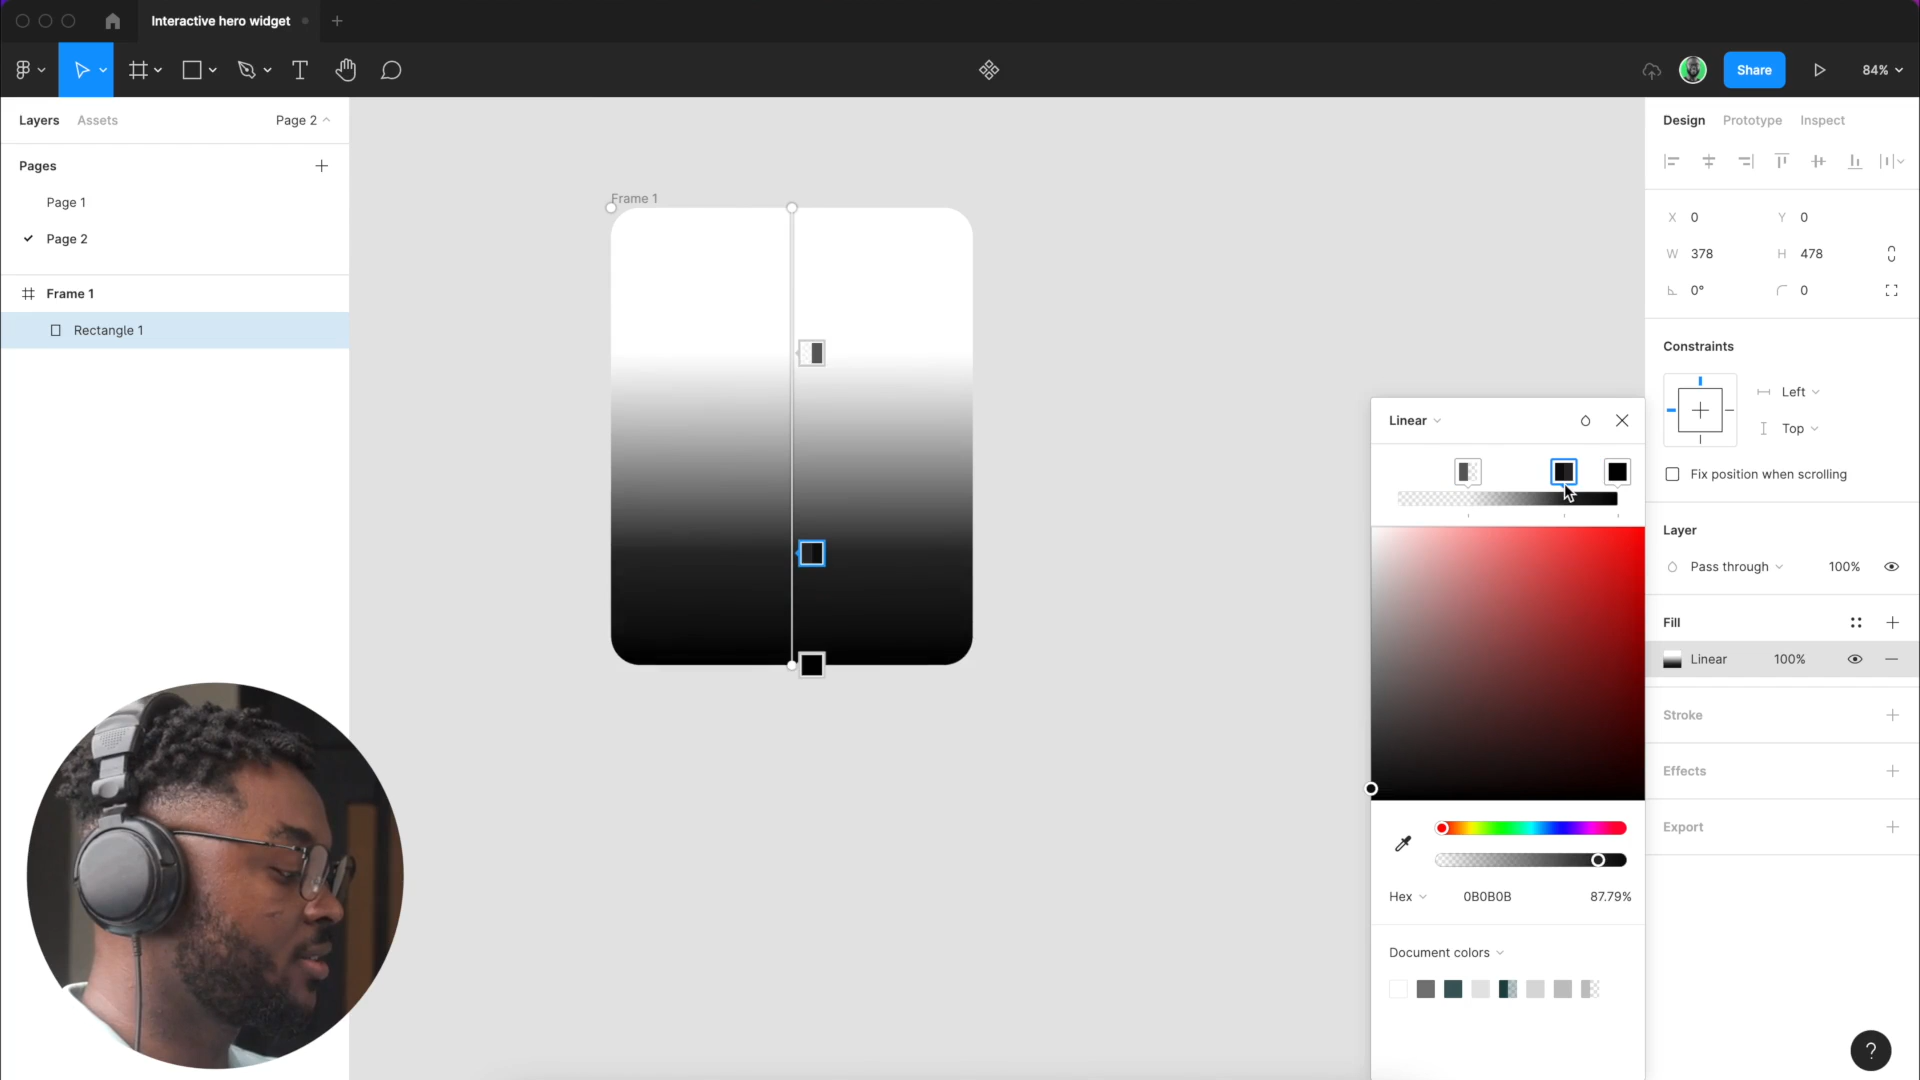 Interactive hero widget
Share
84%
Layers
Assets
Page 2
Design
Prototype
Inspect
Pages
Page 1
Page 2
Frame 1
X 0
Y 0
W 378
H 478
Frame 1
0°
0
Rectangle 1
Constraints
Left
Top
Linear
Fix position when scrolling
Layer
Pass through
100%
Fill
Linear
100%
Stroke
Effects
Export
Hex
0B0B0B
87.79%
Document colors
?